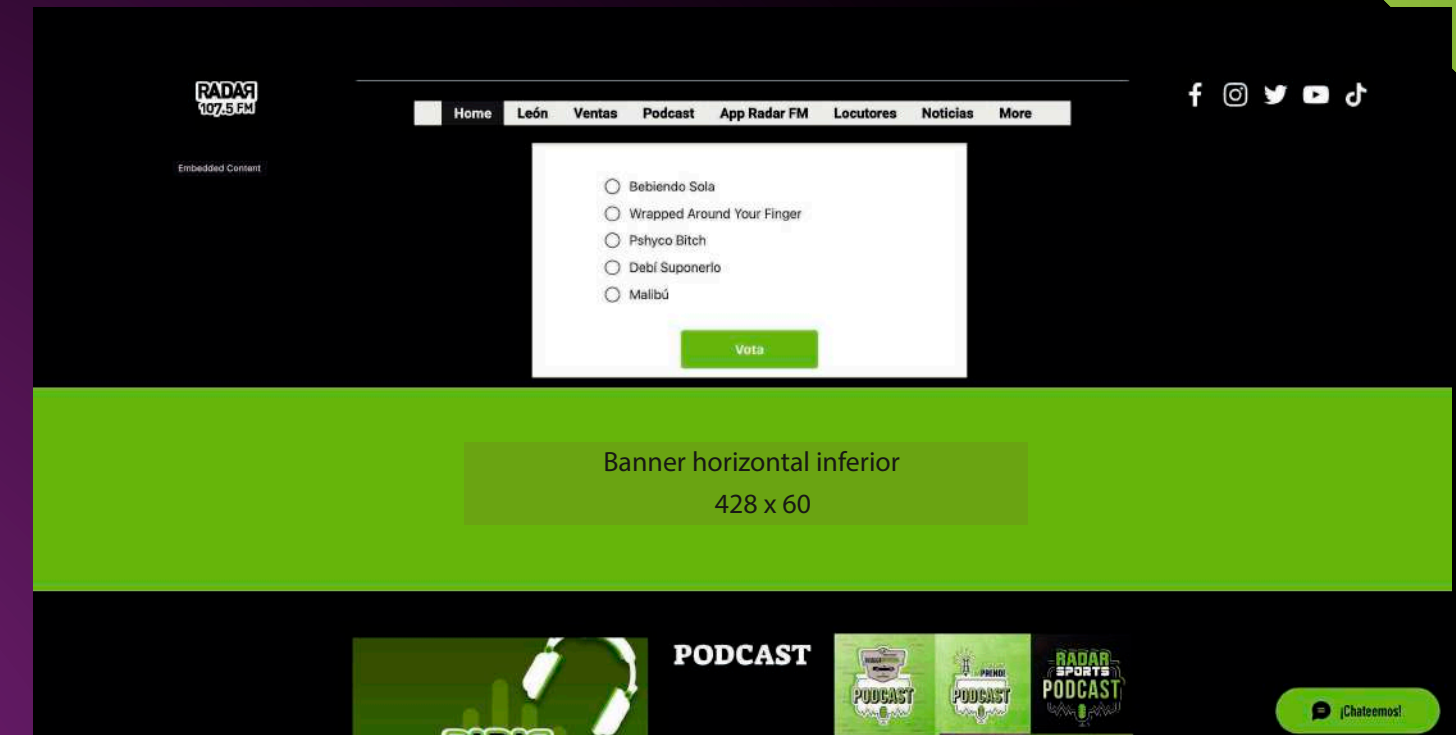 RADAR
107.5 FM
Home León Ventas Podcast App Radar FM Locutores Noticias More
Embedded Content
Bebiendo Sola
Wrapped Around Your Finger
Pshyco Bitch
Debí Suponerlo
Malibú
Vota
Banner horizontal inferior
428 x 60
PODCAST
PODCAST
PRENDE
PODCAST
RADAR
SPORTS
PODCAST
¡Chateemos!